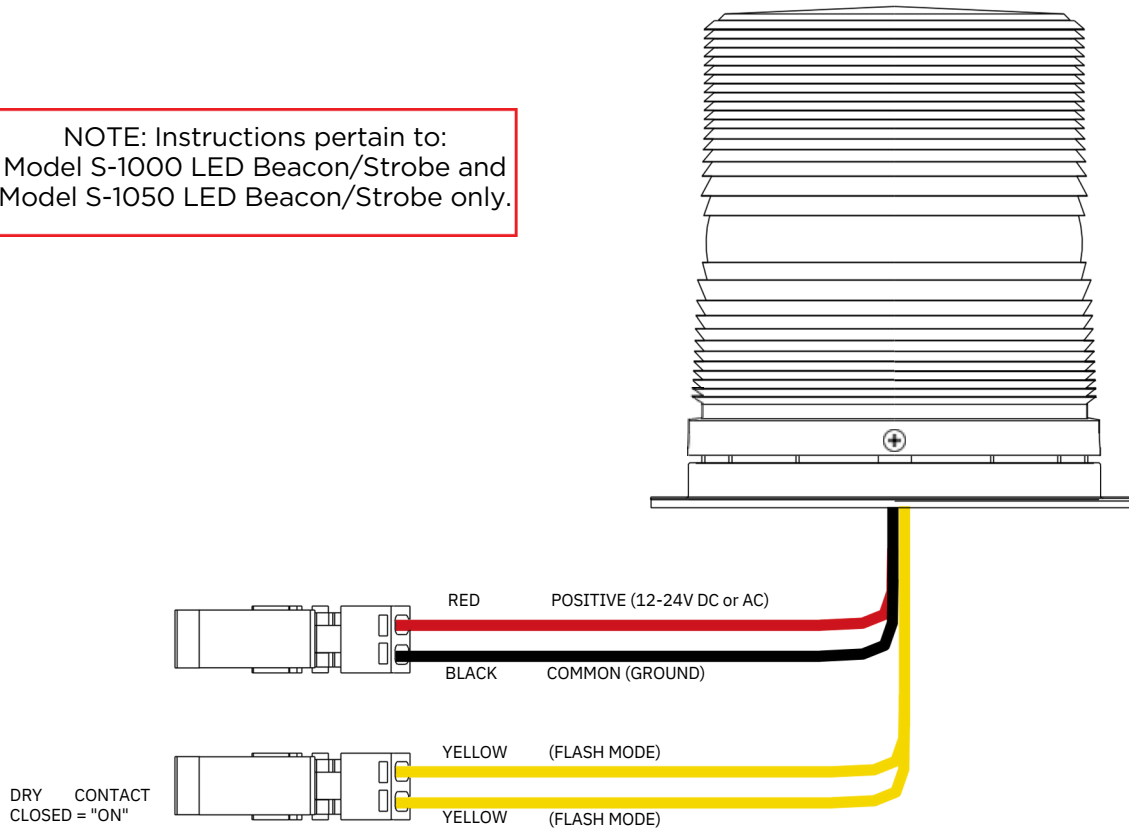 NOTE: Instructions pertain to:
Model S-1000 LED Beacon/Strobe and
Model S-1050 LED Beacon/Strobe only.
RED POSITIVE (12-24V DC or AC)
BLACK COMMON (GROUND)
YELLOW (FLASH MODE)
DRY CONTACT
CLOSED = "ON"
YELLOW (FLASH MODE)